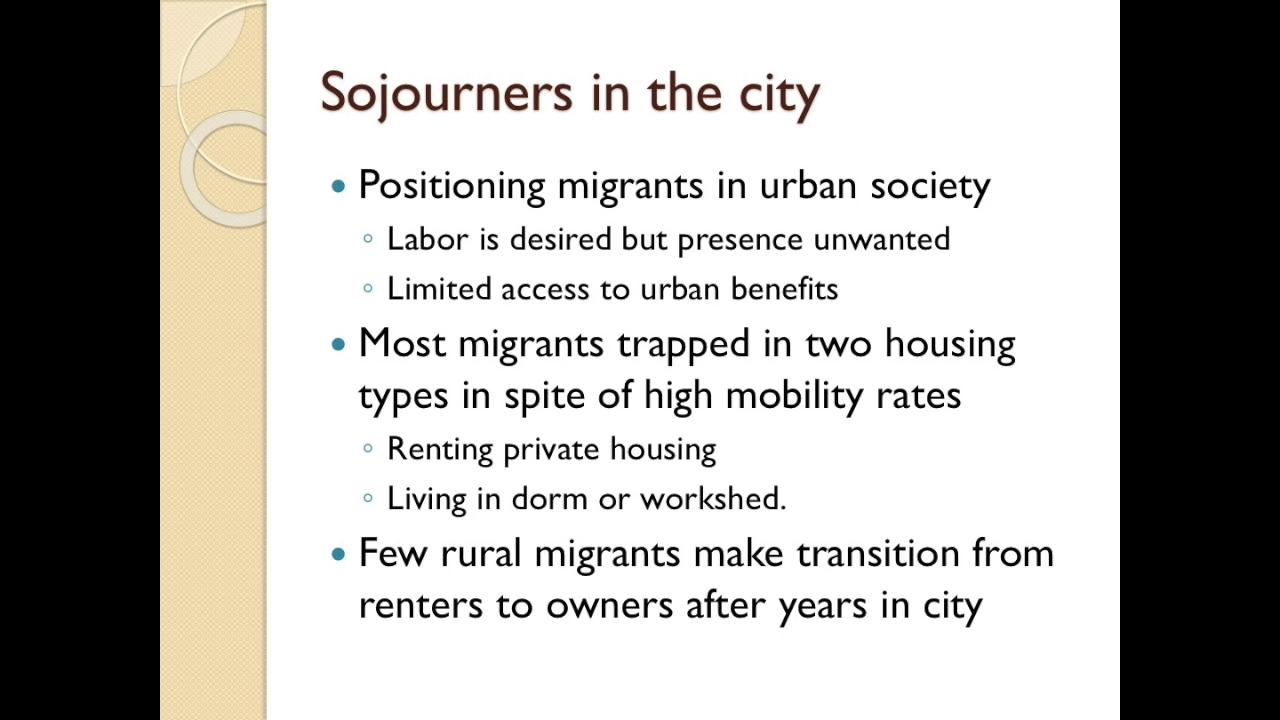 Sojourners in the city
• Positioning migrants in urban society
◦ Labor is desired but presence unwanted
◦ Limited access to urban benefits
• Most migrants trapped in two housing
types in spite of high mobility rates
◦ Renting private housing
◦ Living in dorm or workshed.
• Few rural migrants make transition from
renters to owners after years in city